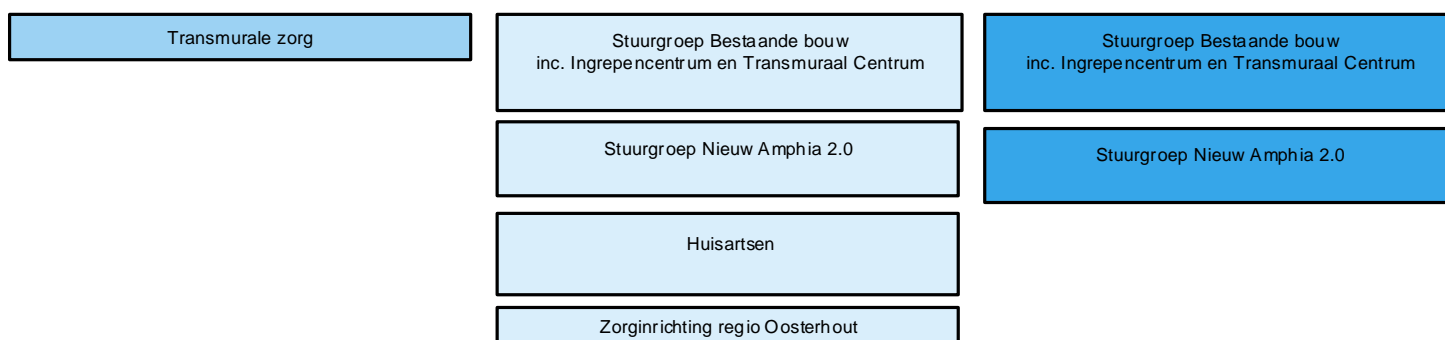 Transmurale zorg
Stuurgroep Bestaande bouw
inc. Ingrepencentrum en Transmuraal Centrum
Stuurgroep Nieuw Amphia 2.0
Huisartsen
Zorginrichting regio Oosterhout
Stuurgroep Bestaande bouw
inc. Ingrepencentrum en Transmuraal Centrum
Stuurgroep Nieuw Amphia 2.0